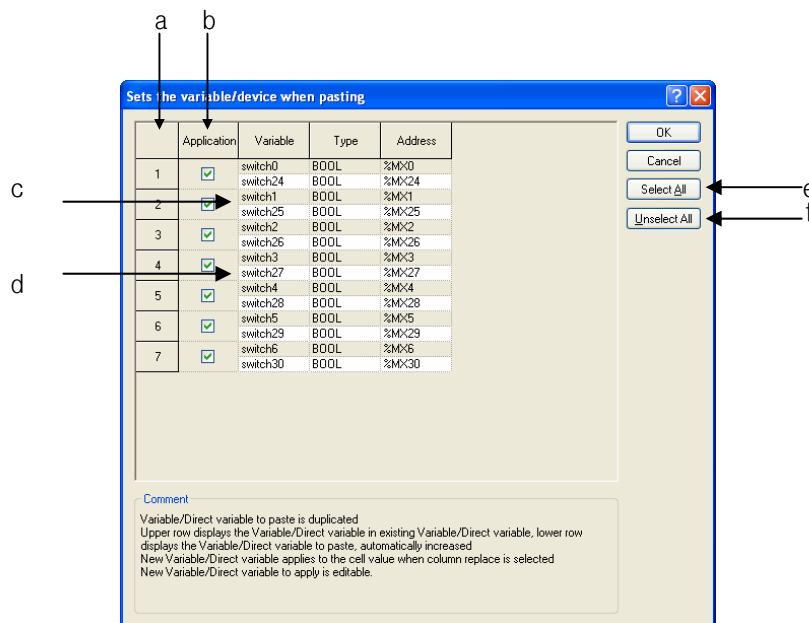 a b
Sets the variable/device when pasting
Application Variable Type Address
OK
Cancel
Select All
Unselect All
1 switch0 BOOL %MX0
switch24 BOOL %MX24
c
2 switch1 BOOL %MX1
switch25 BOOL %MX25
3 switch2 BOOL %MX2
switch26 BOOL %MX26
4 switch3 BOOL %MX3
d
switch27 BOOL %MX27
5 switch4 BOOL %MX4
switch28 BOOL %MX28
6 switch5 BOOL %MX5
switch29 BOOL %MX29
7 switch6 BOOL %MX6
switch30 BOOL %MX30
Comment
Variable/Direct variable to paste is duplicated
Upper row displays the Variable/Direct variable in existing Variable/Direct variable, lower row
displays the Variable/Direct variable to paste, automatically increased
New Variable/Direct variable applies to the cell value when column replace is selected
New Variable/Direct variable to apply is editable.